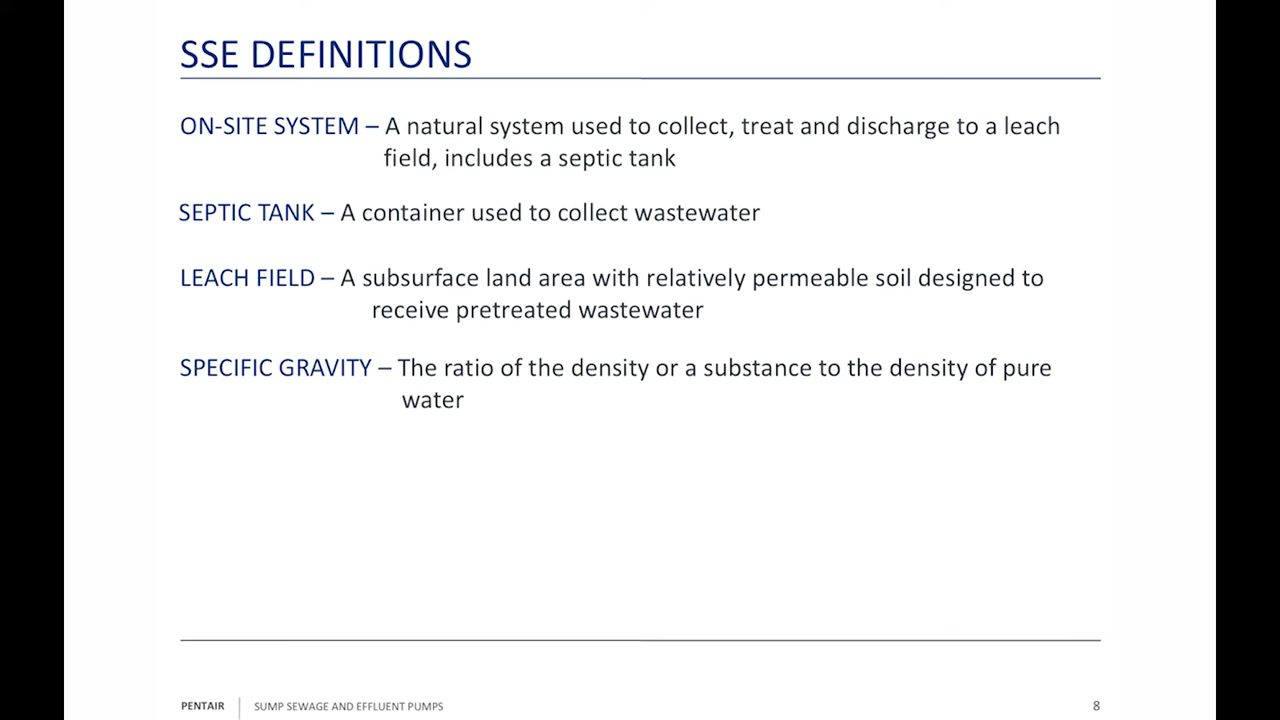 SSE DEFINITIONS
ON-SITE SYSTEM – A natural system used to collect, treat and discharge to a leach
field, includes a septic tank
SEPTIC TANK – A container used to collect wastewater
LEACH FIELD – A subsurface land area with relatively permeable soil designed to
receive pretreated wastewater
SPECIFIC GRAVITY – The ratio of the density or a substance to the density of pure
water
PENTAIR SUMP SEWAGE AND EFFLUENT PUMPS 8